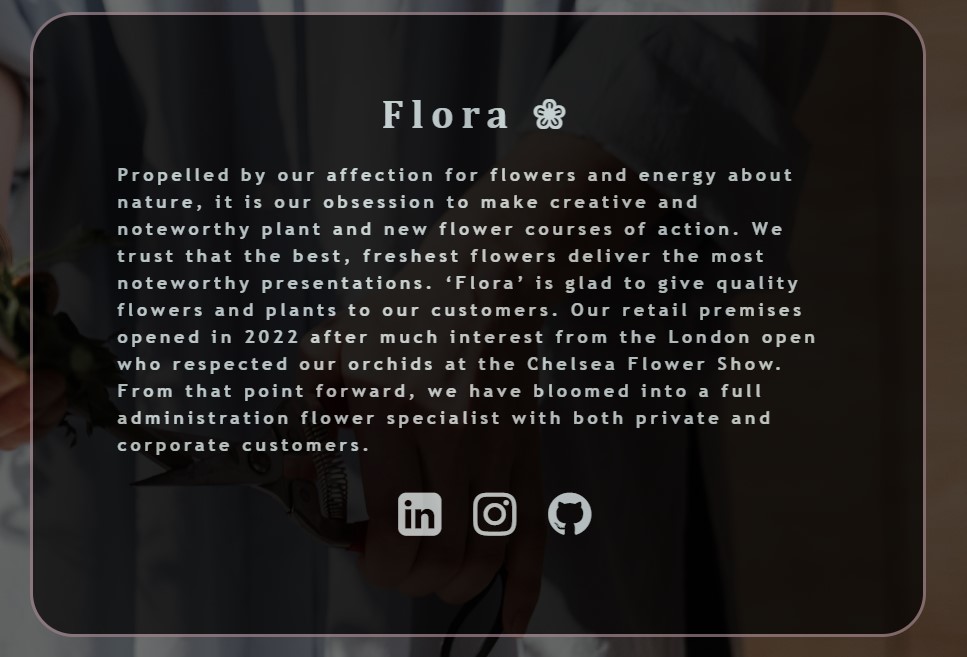 Flora ❀
Propelled by our affection for flowers and energy about
nature, it is our obsession to make creative and
noteworthy plant and new flower courses of action. We
trust that the best, freshest flowers deliver the most
noteworthy presentations. ‘Flora’ is glad to give quality
flowers and plants to our customers. Our retail premises
opened in 2022 after much interest from the London open
who respected our orchids at the Chelsea Flower Show.
From that point forward, we have bloomed into a full
administration flower specialist with both private and
corporate customers.
in